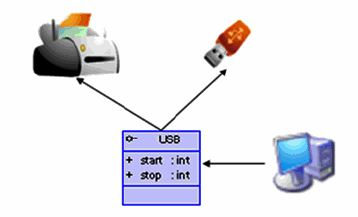 USB
+ start : int
+ stop : int